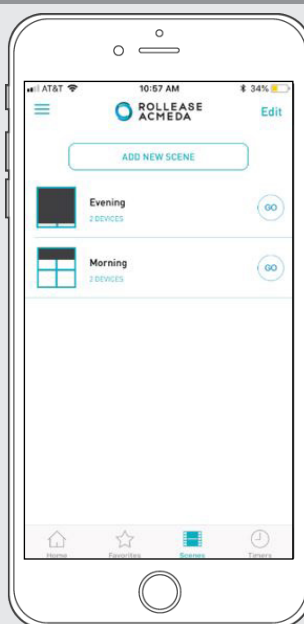 AT&T 10:57 AM 34%
ROLLEASE
ACMEDA
Edit
ADD NEW SCENE
Evening
2 DEVICES
GO
Morning
2 DEVICES
GO
Home Favorites Scenes Timers